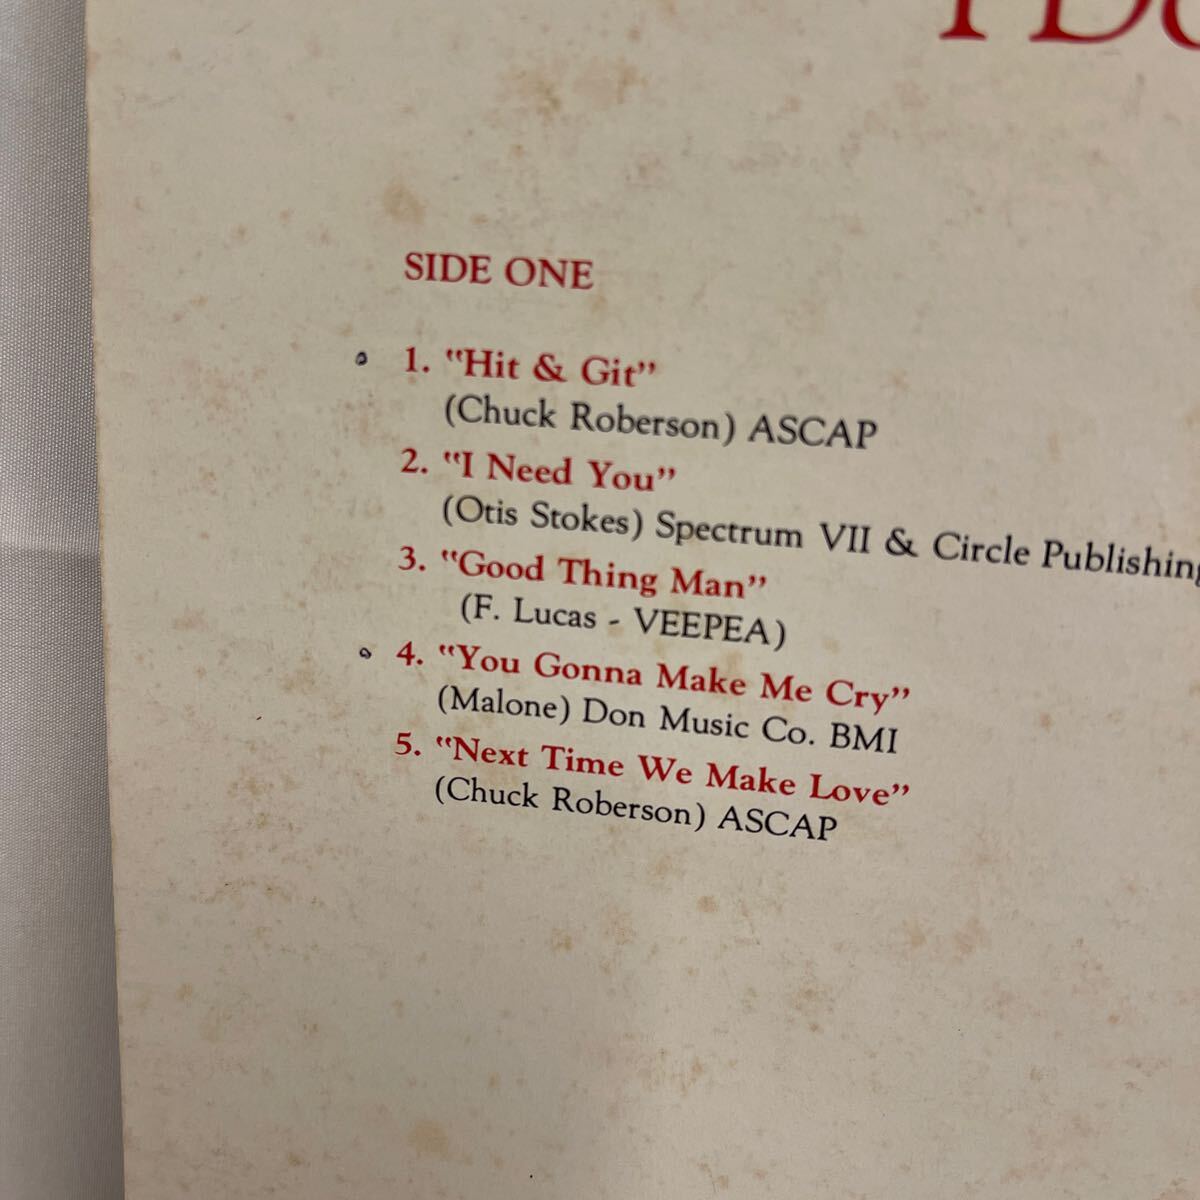 I Do
SIDE ONE
1. "Hit & Git"
(Chuck Roberson) ASCAP
2. "I Need You"
(Otis Stokes) Spectrum VII & Circle Publishing
3. "Good Thing Man"
(F. Lucas - VEEPEA)
4. "You Gonna Make Me Cry"
(Malone) Don Music Co. BMI
5. "Next Time We Make Love"
(Chuck Roberson) ASCAP